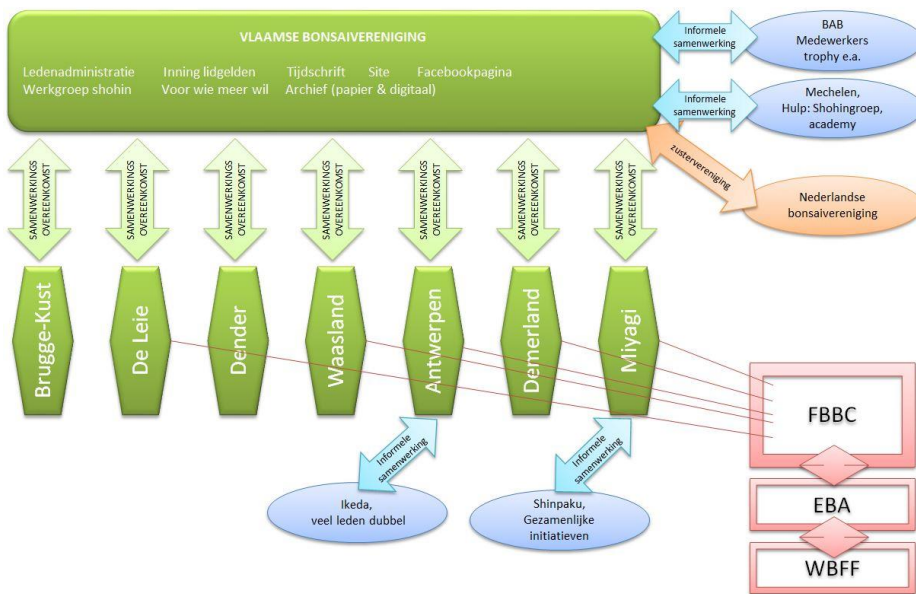 VLAAMSE BONSAIVERENIGING
Ledenadministratie Inning lidgelden Tijdschrift Site Facebookpagina
Werkgroep shohin Voor wie meer wil Archief (papier & digitaal)
Informele
samenwerking
BAB
Medewerkers
trophy e.a.
Informele
samenwerking
Mechelen,
Hulp: Shohingroep,
academy
zustervereniging
Nederlandse
bonsaivereniging
SAMENWERKINGS
OVEREENKOMST
SAMENWERKINGS
OVEREENKOMST
SAMENWERKINGS
OVEREENKOMST
SAMENWERKINGS
OVEREENKOMST
SAMENWERKINGS
OVEREENKOMST
SAMENWERKINGS
OVEREENKOMST
SAMENWERKINGS
OVEREENKOMST
Brugge-Kust
De Leie
Dender
Waasland
Antwerpen
Demerland
Miyagi
Informele
samenwerking
Ikeda,
veel leden dubbel
Informele
samenwerking
Shinpaku,
Gezamenlijke
initiatieven
FBBC
EBA
WBFF